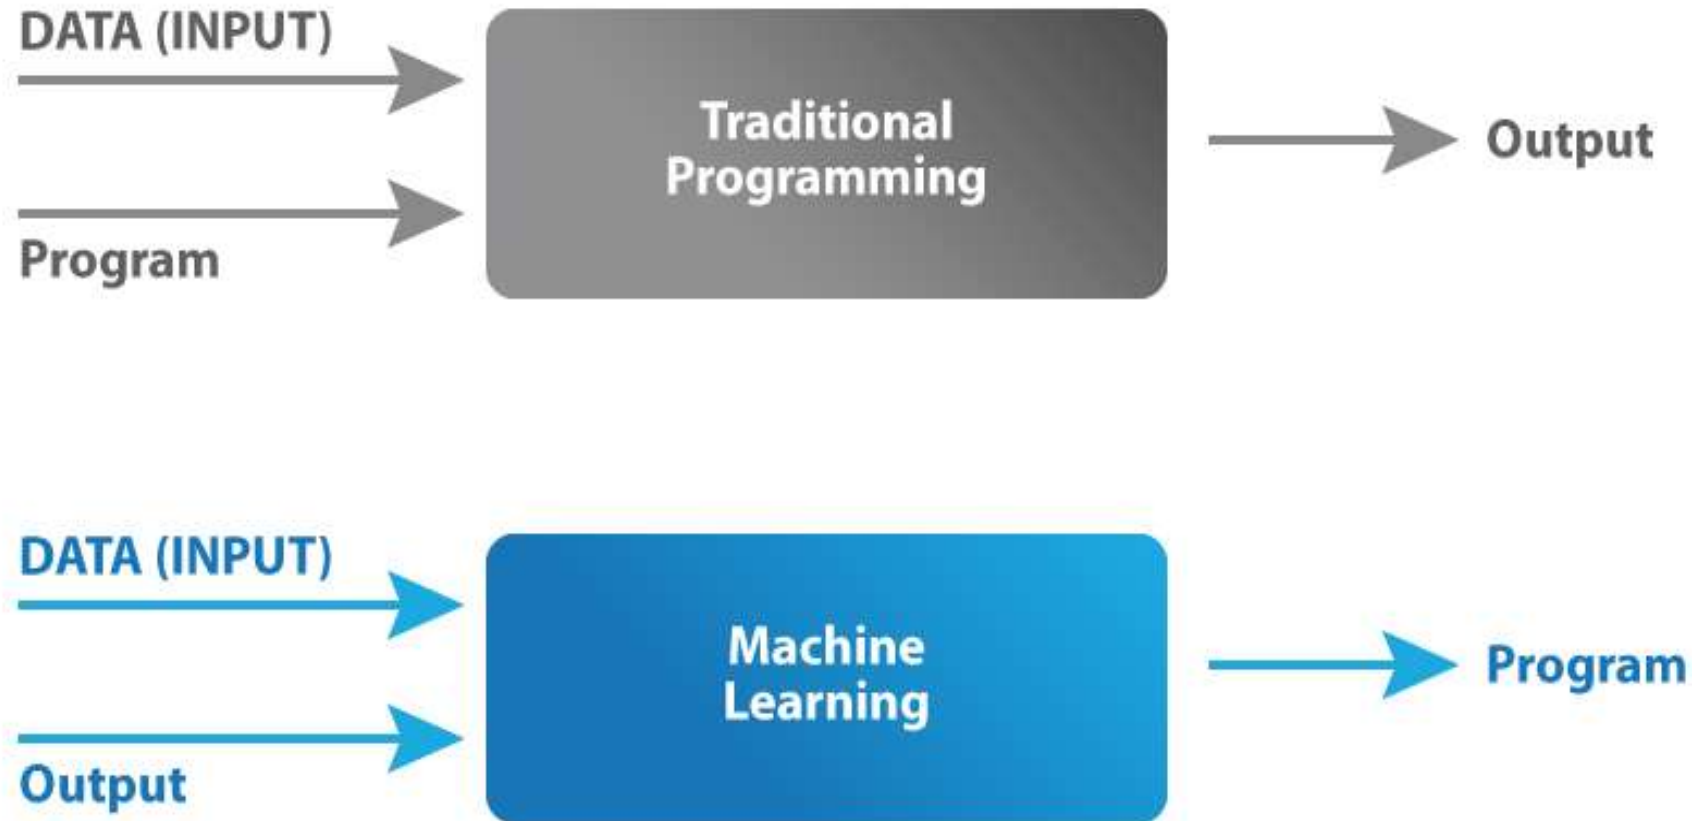 DATA (INPUT)
Program
Traditional
Programming
Output
DATA (INPUT)
Output
Machine
Learning
Program